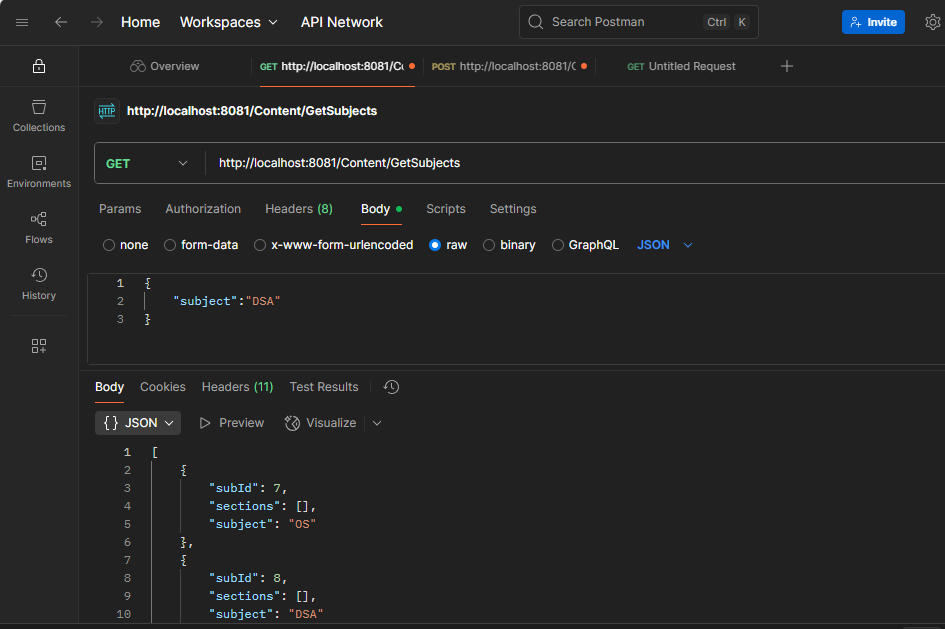 Home Workspaces API Network Search Postman Ctrl K Invite
Overview GET http://localhost:8081/Co POST http://localhost:8081/C GET Untitled Request
Collections
Environments
Flows
History
HTTP http://localhost:8081/Content/GetSubjects
GET http://localhost:8081/Content/GetSubjects
Params Authorization Headers (8) Body Scripts Settings
none form-data x-www-form-urlencoded raw binary GraphQL JSON
1 {
2 "subject":"DSA"
3 }
Body Cookies Headers (11) Test Results
{} JSON Preview Visualize
1 [
2 {
3 "subId": 7,
4 "sections": [],
5 "subject": "OS"
6 },
7 {
8 "subId": 8,
9 "sections": [],
10 "subject": "DSA"